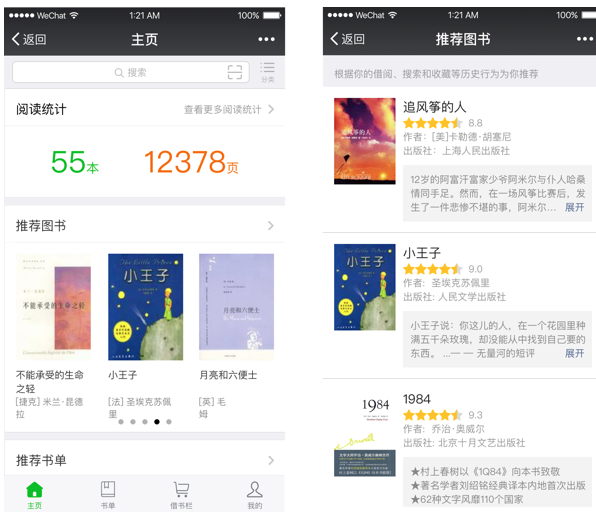 WeChat
1:21 AM
100%
返回
主页
搜索
分类
阅读统计
查看更多阅读统计
55本
12378页
推荐图书
不能承受的生命之轻
小王子
月亮和六便士
不能承受的生命
之轻
[捷克] 米兰·昆德
拉
小王子
[法] 圣埃克苏佩
里
月亮和六便士
[英] 毛
姆
推荐书单
主页
书单
借书栏
我的
WeChat
1:21 AM
100%
返回
推荐图书
根据你的借阅、搜索和收藏等历史行为为你推荐
追风筝的人
追风筝的人
8.8
作者：[美]卡勒德·胡塞尼
出版社：上海人民出版社
12岁的阿富汗富家少爷阿米尔与仆人哈桑
情同手足。然而，在一场风筝比赛后，发
生了一件悲惨不堪的事，阿米尔... 展开
小王子
小王子
9.0
作者：圣埃克苏佩里
出版社: 人民文学出版社
小王子说：你这儿的人，在一个花园里种
满五千朵玫瑰，却没能从中找到自己要的
东西。 ...一 一 无量河的短评 展开
1984
1984
9.3
作者：乔治·奥威尔
出版社: 北京十月文艺出版社
★村上春树以《1Q84》向本书致敬
★著名学者刘绍铭经典译本内地首次出版
★62种文字风靡110个国家